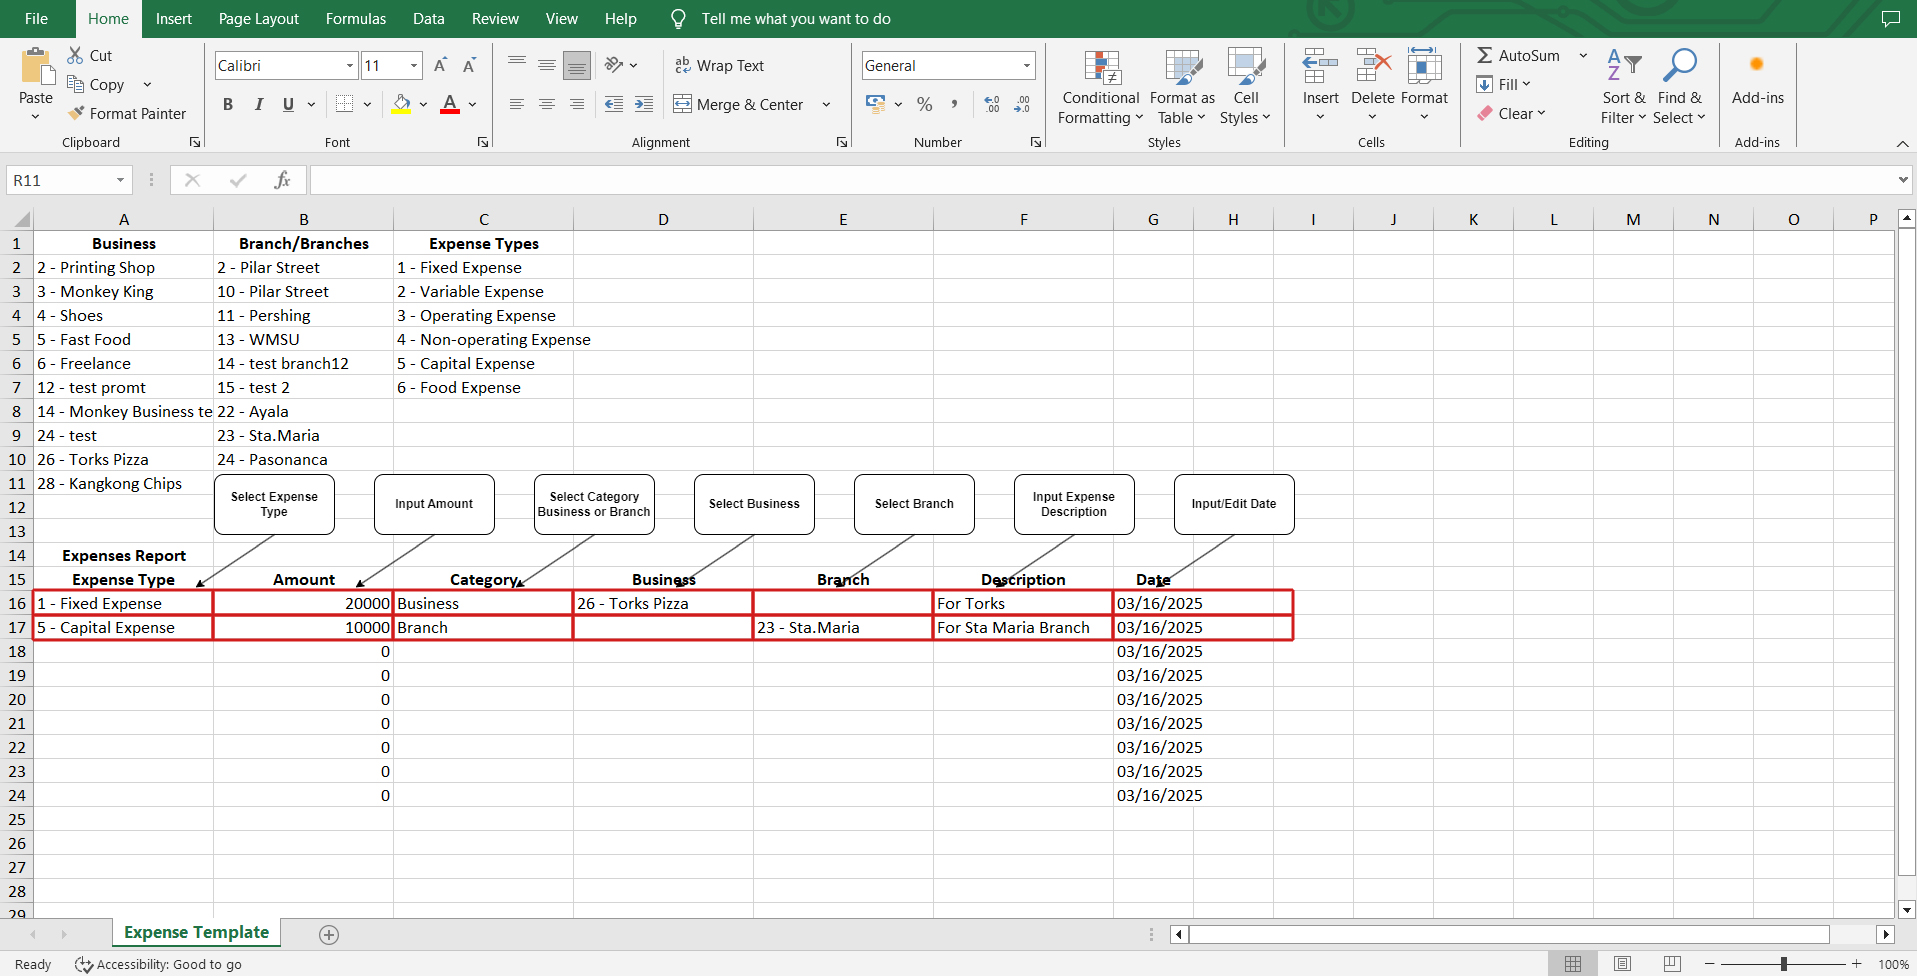 File Home Insert Page Layout Formulas Data Review View Help Tell me what you want to do
Paste
Cut
Copy
Format Painter
Clipboard
Calibri 11 A A
B I U A
Font
ab Wrap Text
Merge & Center
Alignment
General
% , .00 .00
Number
Conditional Formatting
Format as Table
Cell Styles
Styles
Insert Delete Format
Cells
AutoSum
Fill
Clear
Sort & Filter
Find & Select
Editing
Add-ins
Add-ins
R11 fx
A B C D E F G H I J K L M N O P
1 Business Branch/Branches Expense Types
2 2 - Printing Shop 2 - Pilar Street 1 - Fixed Expense
3 3 - Monkey King 10 - Pilar Street 2 - Variable Expense
4 4 - Shoes 11 - Pershing 3 - Operating Expense
5 5 - Fast Food 13 - WMSU 4 - Non-operating Expense
6 6 - Freelance 14 - test branch12 5 - Capital Expense
7 12 - test promt 15 - test 2 6 - Food Expense
8 14 - Monkey Business te 22 - Ayala
9 24 - test 23 - Sta.Maria
10 26 - Torks Pizza 24 - Pasonanca
11 28 - Kangkong Chips
12
13
Select Expense
Type
Input Amount
Select Category
Business or Branch
Select Business
Select Branch
Input Expense
Description
Input/Edit Date
14 Expenses Report
15 Expense Type Amount Category Business Branch Description Date
16 1 - Fixed Expense 20000 Business 26 - Torks Pizza For Torks 03/16/2025
17 5 - Capital Expense 10000 Branch 23 - Sta.Maria For Sta Maria Branch 03/16/2025
18 0 03/16/2025
19 0 03/16/2025
20 0 03/16/2025
21 0 03/16/2025
22 0 03/16/2025
23 0 03/16/2025
24 0 03/16/2025
25
26
27
28
29
Expense Template
Ready Accessibility: Good to go 100%